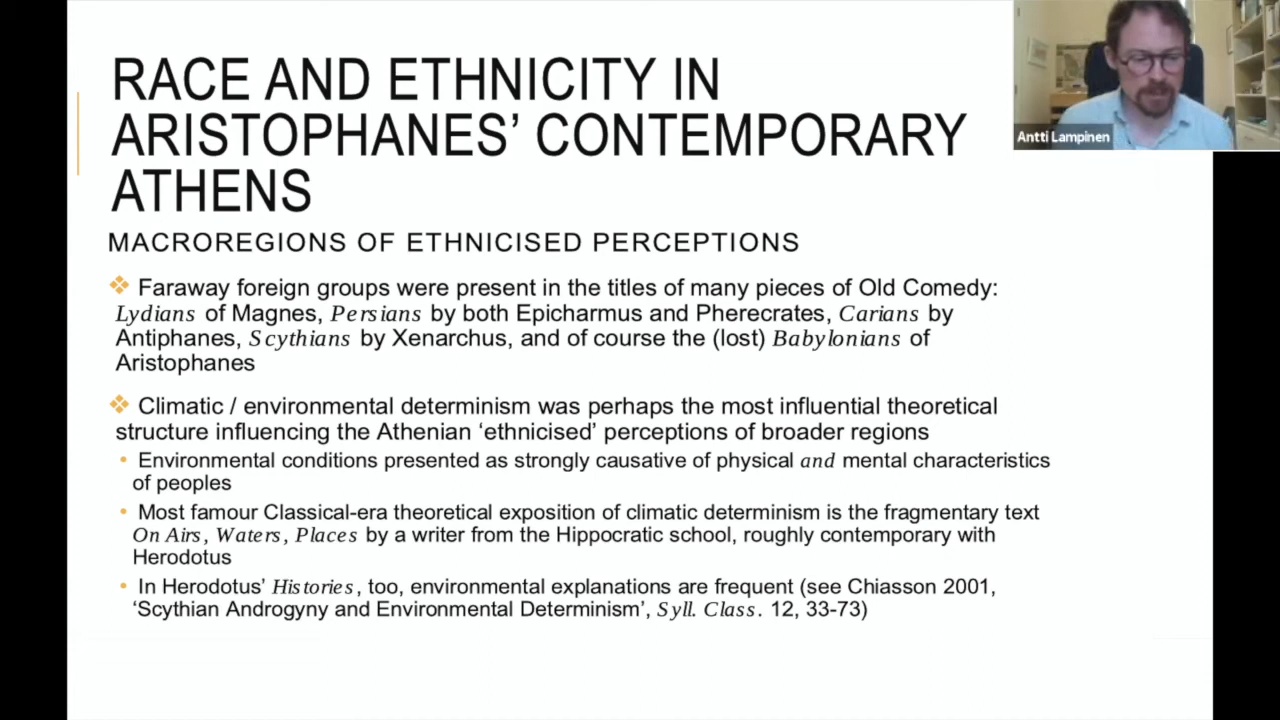 RACE AND ETHNICITY IN
ARISTOPHANES’ CONTEMPORARY
ATHENS
MACROREGIONS OF ETHNICISED PERCEPTIONS
❖ Faraway foreign groups were present in the titles of many pieces of Old Comedy:
Lydians of Magnes, Persians by both Epicharmus and Pherecrates, Carians by
Antiphanes, Scythians by Xenarchus, and of course the (lost) Babylonians of
Aristophanes
❖ Climatic / environmental determinism was perhaps the most influential theoretical
structure influencing the Athenian ‘ethnicised’ perceptions of broader regions
• Environmental conditions presented as strongly causative of physical and mental characteristics
of peoples
• Most famour Classical-era theoretical exposition of climatic determinism is the fragmentary text
On Airs, Waters, Places by a writer from the Hippocratic school, roughly contemporary with
Herodotus
• In Herodotus’ Histories, too, environmental explanations are frequent (see Chiasson 2001,
‘Scythian Androgyny and Environmental Determinism’, Syll. Class. 12, 33-73)
Antti Lampinen